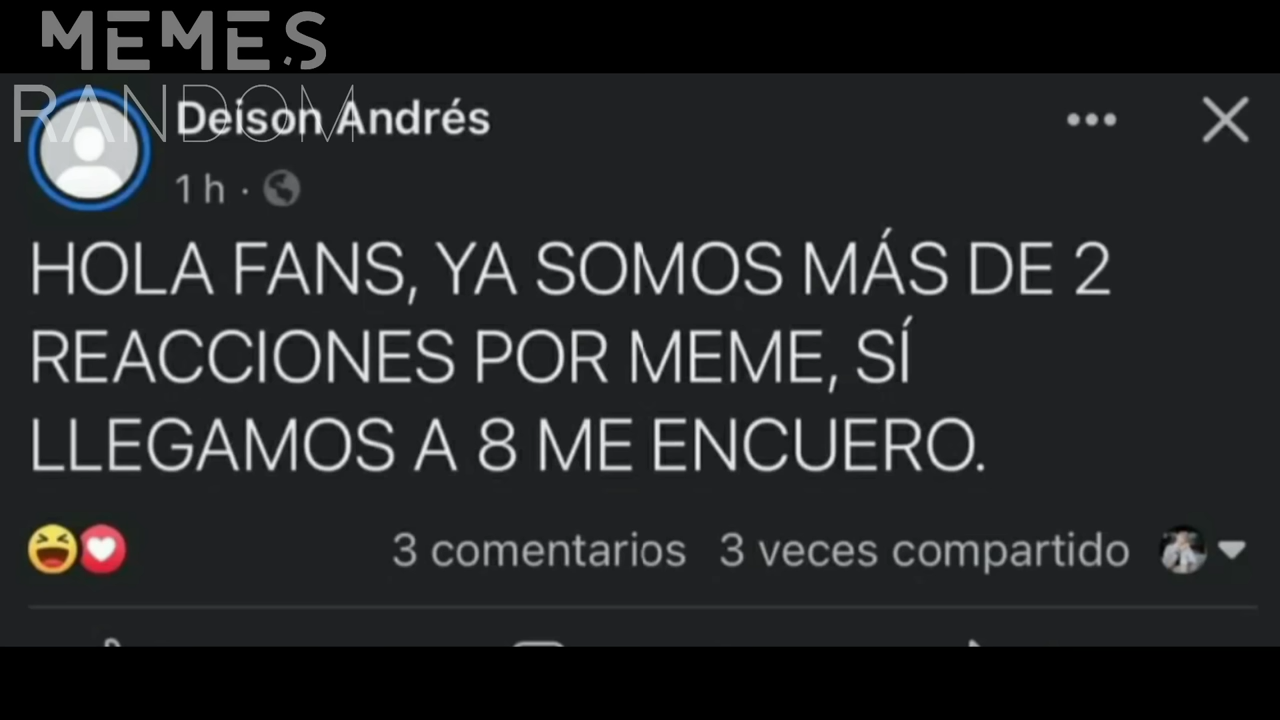 MEMES
RANDOM
Deison Andrés
1 h ·
HOLA FANS, YA SOMOS MÁS DE 2
REACCIONES POR MEME, SÍ
LLEGAMOS A 8 ME ENCUERO.
3 comentarios 3 veces compartido